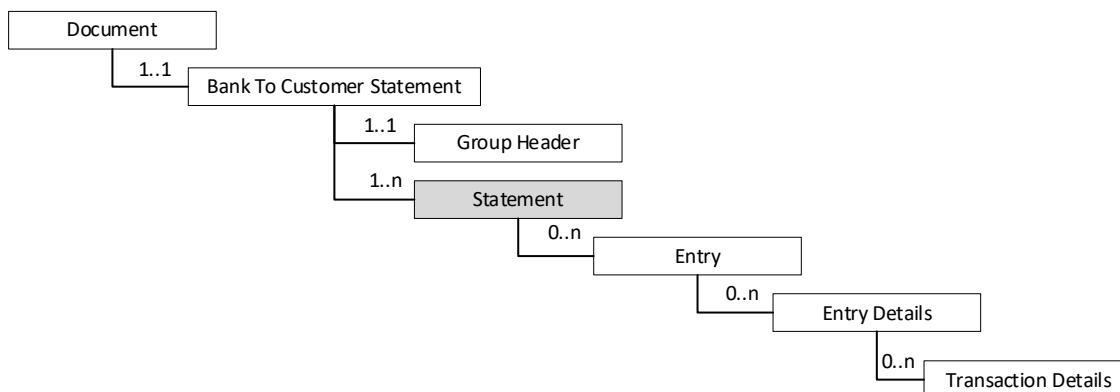 Document
1..1
Bank To Customer Statement
1..1
Group Header
1..n
Statement
0..n
Entry
0..n
Entry Details
0..n
Transaction Details